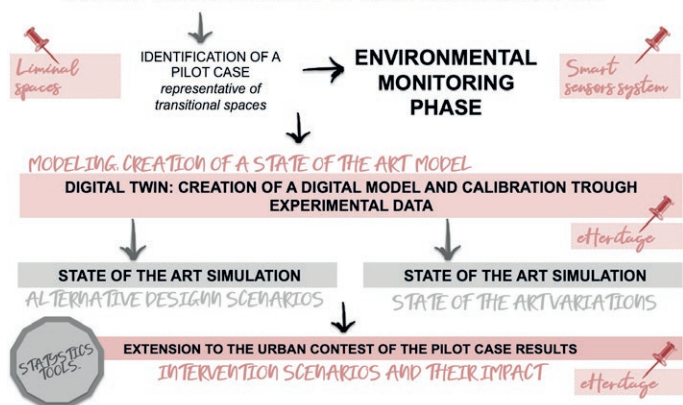 IDENTIFICATION OF A
PILOT CASE
representative of
transitional spaces
ENVIRONMENTAL
MONITORING
PHASE
Liminal
spaces
Smart
sensors system
MODELING. CREATION OF A STATE OF THE ART MODEL
DIGITAL TWIN: CREATION OF A DIGITAL MODEL AND CALIBRATION TROUGH
EXPERIMENTAL DATA
eHeritage
STATE OF THE ART SIMULATION
ALTERNATIVE DESIGNN SCENARIOS
STATE OF THE ART SIMULATION
STATE OF THE ARTVARIATIONS
STATYSTICS
TOOLS.
EXTENSION TO THE URBAN CONTEST OF THE PILOT CASE RESULTS
INTERVENTION SCENARIOS AND THEIR IMPACT
eHeritage